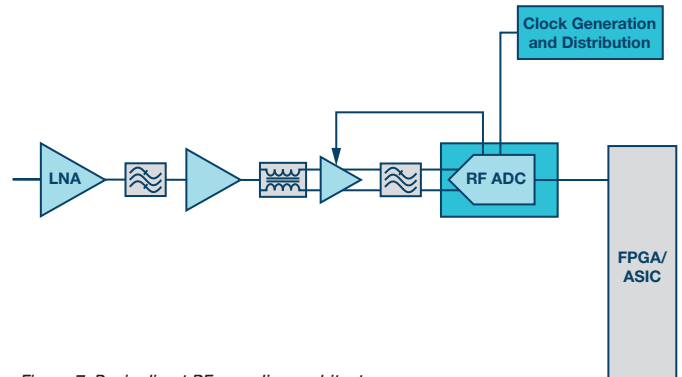 Clock Generation
and Distribution
LNA
RF ADC
FPGA/
ASIC